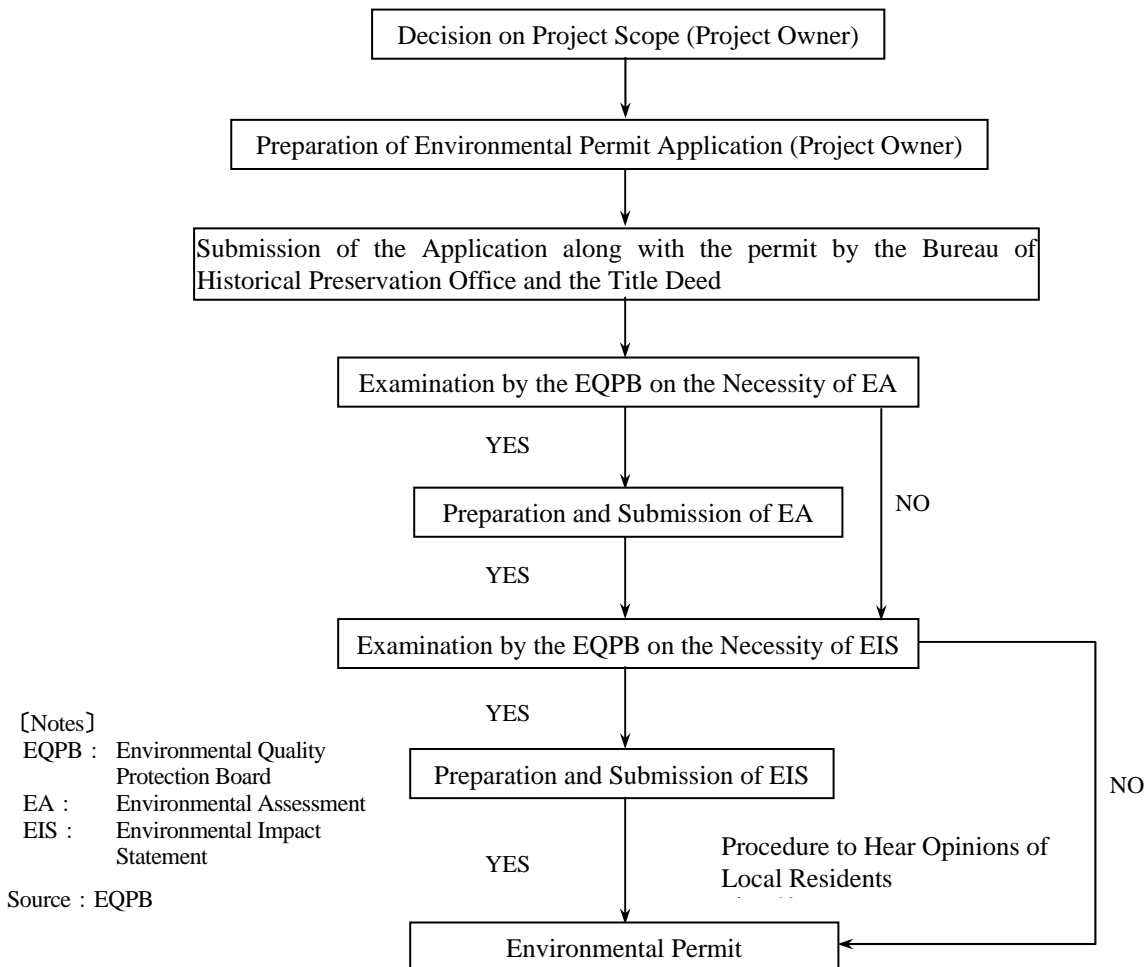 Decision on Project Scope (Project Owner)
Preparation of Environmental Permit Application (Project Owner)
Submission of the Application along with the permit by the Bureau of
Historical Preservation Office and the Title Deed
Examination by the EQPB on the Necessity of EA
YES
NO
Preparation and Submission of EA
YES
Examination by the EQPB on the Necessity of EIS
YES
NO
Preparation and Submission of EIS
YES
Procedure to Hear Opinions of
Local Residents
Environmental Permit
〔Notes〕
EQPB : Environmental Quality
Protection Board
EA : Environmental Assessment
EIS : Environmental Impact
Statement
Source : EQPB